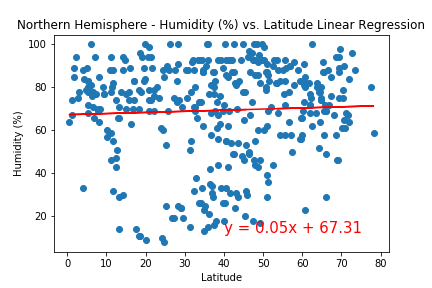 Northern Hemisphere - Humidity (%) vs. Latitude Linear Regression
100
80
60
40
20
Humidity (%)
y = 0.05x + 67.31
0 10 20 30 40 50 60 70 80
Latitude